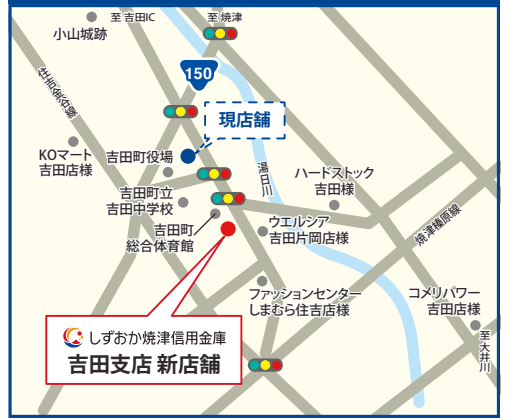 至 吉田IC
至 焼津
小山城跡
住吉金谷線
150
現店舗
KOマート
吉田店様
吉田町役場
湯日川
ハードストック
吉田様
吉田町立
吉田中学校
吉田町
総合体育館
ウエルシア
吉田片岡店様
焼津榛原線
ファッションセンター
しまむら住吉店様
コメリパワー
吉田店様
至 大井川
しずおか焼津信用金庫
吉田支店 新店舗